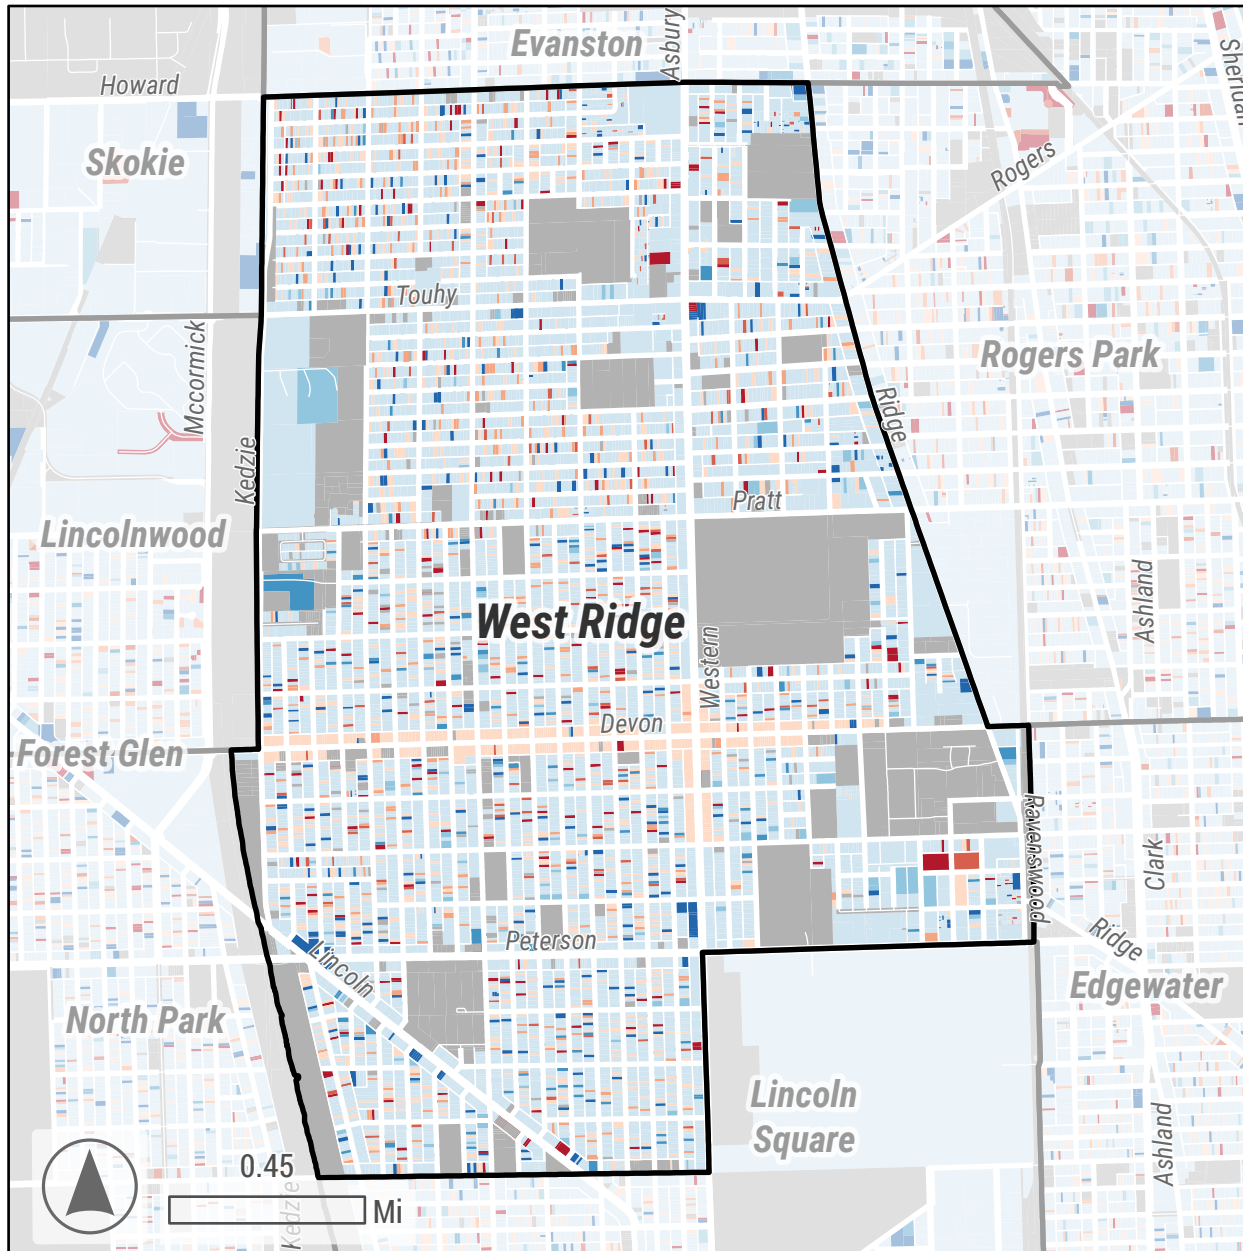 Evanston
Asbury
Sheridan
Howard
Skokie
Rogers
Touhy
Mccormick
Rogers Park
Ridge
Kedzie
Pratt
Lincolnwood
Ashland
West Ridge
Western
Devon
Forest Glen
Ravenswood
Clark
Peterson
Lincoln
Ridge
Edgewater
North Park
Lincoln
Square
Ashland
0.45
Mi
Kedzie